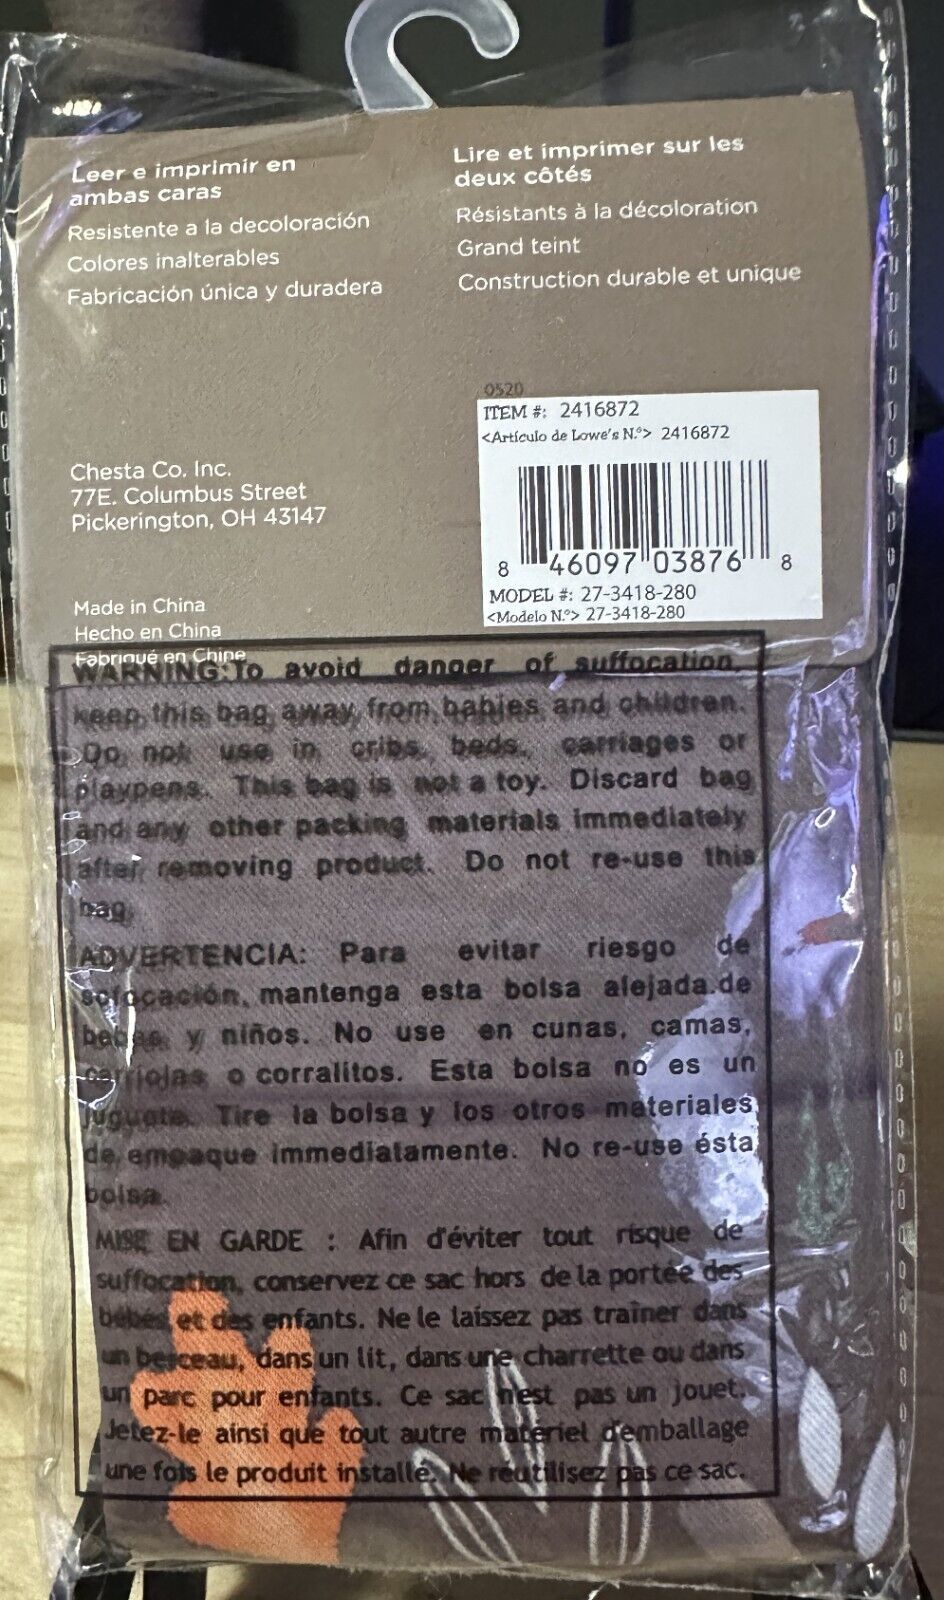 Leer e imprimir en
ambas caras
Resistente a la decoloración
Colores inalterables
Fabricación única y duradera
Lire et imprimer sur les
deux côtés
Résistants à la décoloration
Grand teint
Construction durable et unique
0520
ITEM #: 2416872
<Artículo de Lowe's N.º> 2416872
8 46097 03876 8
MODEL #: 27-3418-280
<Modelo N.º> 27-3418-280
Chesta Co. Inc.
77E. Columbus Street
Pickerington, OH 43147
Made in China
Hecho en China
Fabriqué en Chine
WARNING:To avoid danger of suffocation,
keep this bag away from babies and children.
Do not use in cribs, beds, carriages or
playpens. This bag is not a toy. Discard bag
and any other packing materials immediately
after removing product. Do not re-use this
bag.
ADVERTENCIA: Para evitar riesgo de
sofocación, mantenga esta bolsa alejada.de
bebes y niños. No use en cunas, camas,
carriolas o corralitos. Esta bolsa no es un
juguete. Tire la bolsa y los otros materiales
de empaque immediatamente. No re-use ésta
bolsa.
MISE EN GARDE : Afin d'éviter tout risque de
suffocation, conservez ce sac hors de la portée des
bébés et des enfants. Ne le laissez pas traîner dans
un berceau, dans un lit, dans une charrette ou dans
un parc pour enfants. Ce sac n'est pas un jouet.
Jetez-le ainsi que tout autre matériel d'emballage
une fois le produit installé. Ne réutilisez pas ce sac.